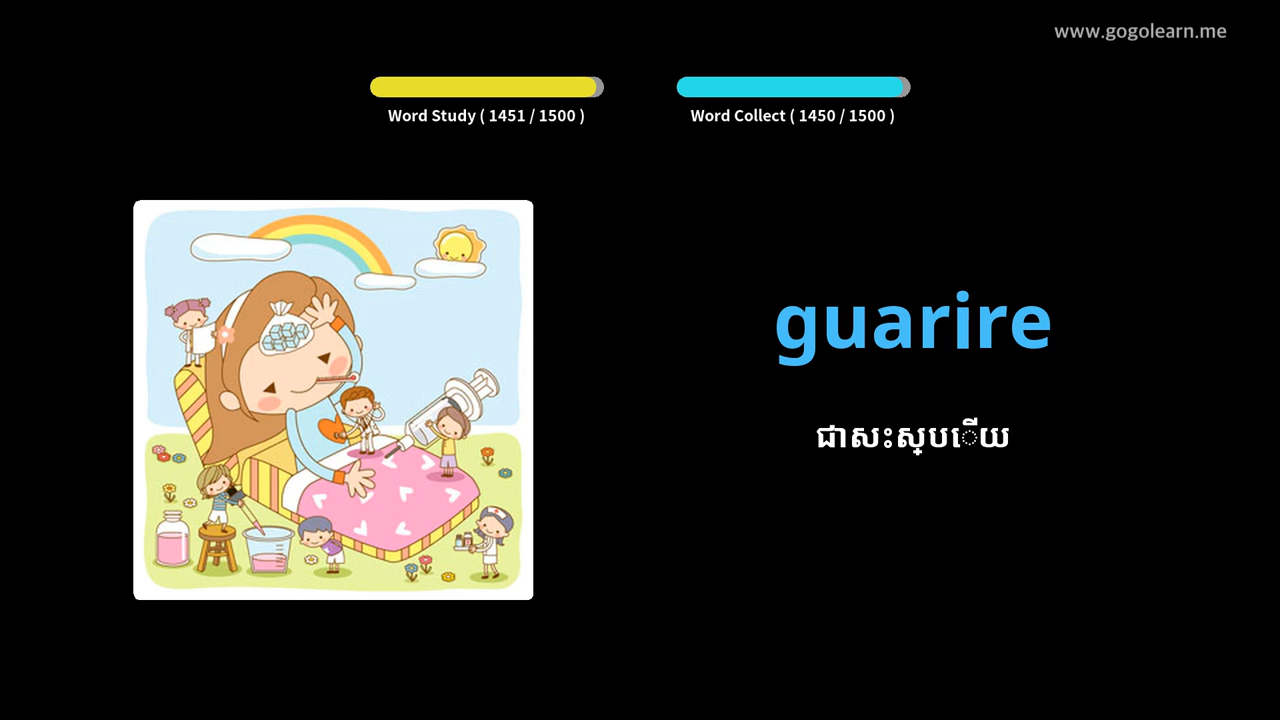 www.gogolearn.me
Word Study ( 1451 / 1500 )
Word Collect ( 1450 / 1500 )
guarire
ជាសះស្បើយ